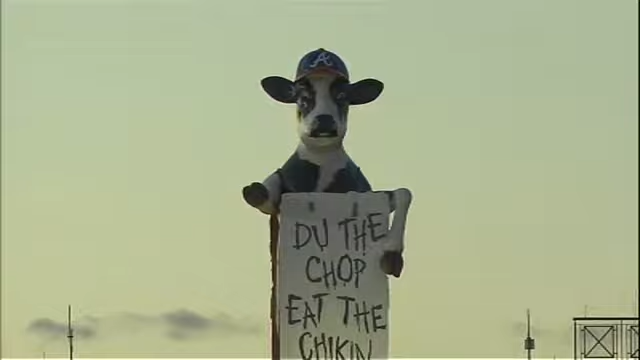 A
DU THE
CHOP
EAT THE
CHIKIN